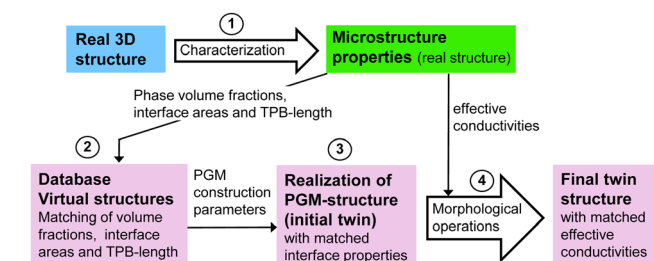 1
Real 3D
structure
Characterization
Microstructure
properties (real structure)
Phase volume fractions,
interface areas and TPB-length
effective
conductivities
2
Database
Virtual structures
Matching of volume
fractions, interface
areas and TPB-length
PGM
construction
parameters
3
Realization of
PGM-structure
(initial twin)
with matched
interface properties
4
Morphological
operations
Final twin
structure
with matched
effective
conductivities